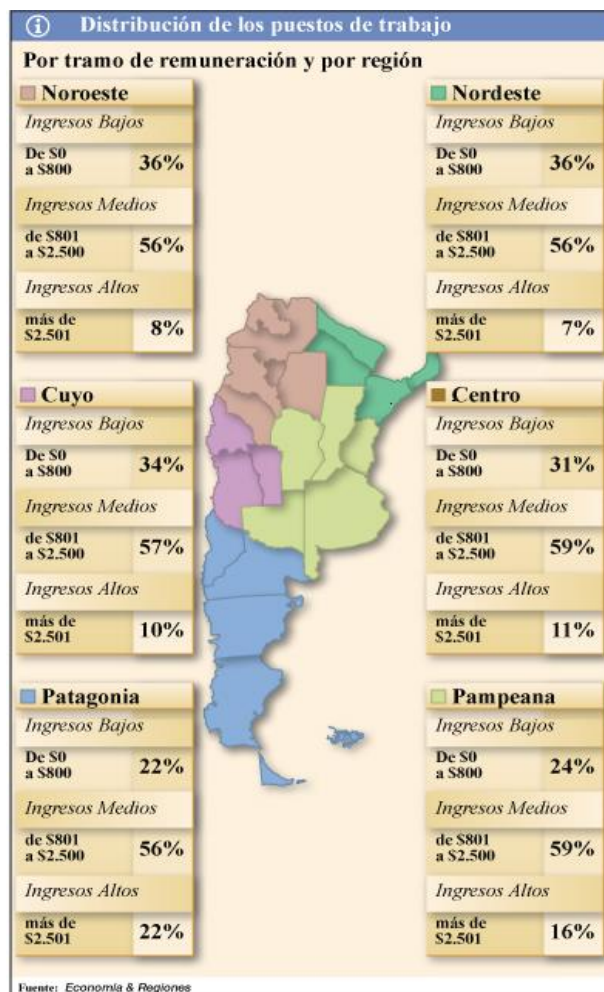 Distribución de los puestos de trabajo
Por tramo de remuneración y por región
Noroeste
Ingresos Bajos
De $0
a $800
36%
Ingresos Medios
de $801
a $2.500
56%
Ingresos Altos
más de
$2.501
8%
Nordeste
Ingresos Bajos
De $0
a $800
36%
Ingresos Medios
de $801
a $2.500
56%
Ingresos Altos
más de
$2.501
7%
Cuyo
Ingresos Bajos
De $0
a $800
34%
Ingresos Medios
de $801
a $2.500
57%
Ingresos Altos
más de
$2.501
10%
Centro
Ingresos Bajos
De $0
a $800
31%
Ingresos Medios
de $801
a $2.500
59%
Ingresos Altos
más de
$2.501
11%
Patagonia
Ingresos Bajos
De $0
a $800
22%
Ingresos Medios
de $801
a $2.500
56%
Ingresos Altos
más de
$2.501
22%
Pampeana
Ingresos Bajos
De $0
a $800
24%
Ingresos Medios
de $801
a $2.500
59%
Ingresos Altos
más de
$2.501
16%
Fuente: Economía & Regiones